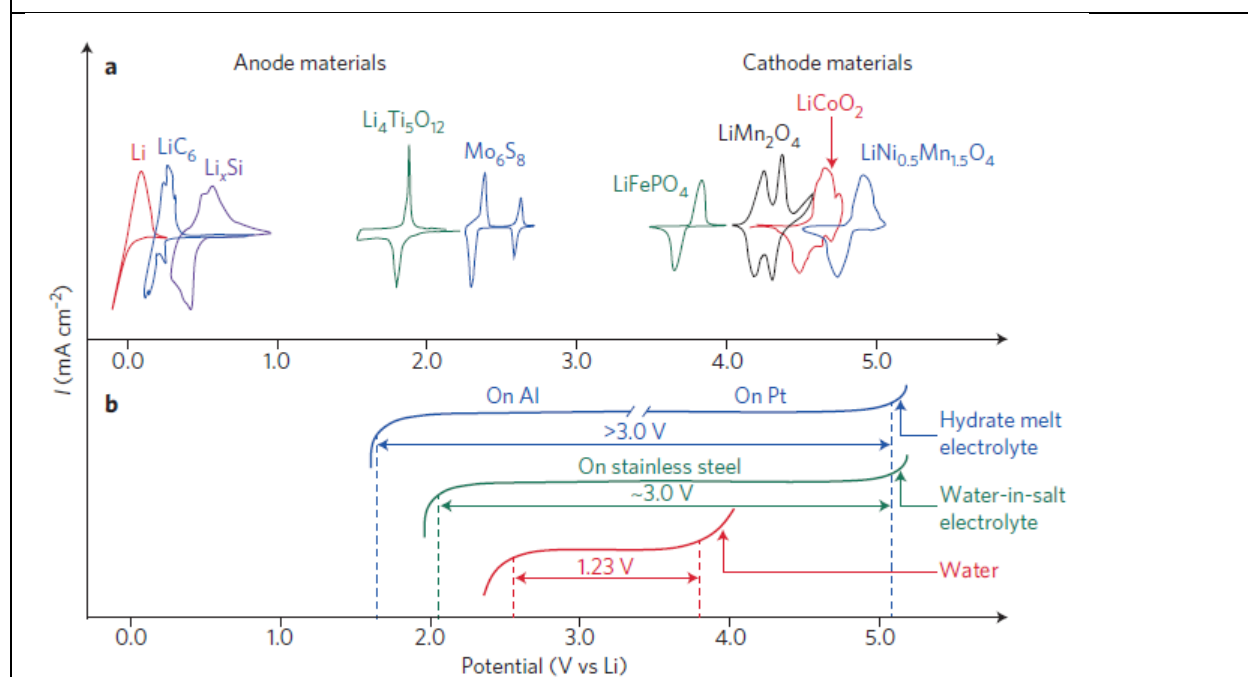 a
Anode materials
Cathode materials
Li
LiC₆
LiₓSi
Li₄Ti₅O₁₂
Mo₆S₈
LiFePO₄
LiMn₂O₄
LiCoO₂
LiNi₀.₅Mn₁.₅O₄
I (mA cm⁻²)
0.0 1.0 2.0 3.0 4.0 5.0
b
On Al
On Pt
>3.0 V
Hydrate melt
electrolyte
On stainless steel
~3.0 V
Water-in-salt
electrolyte
1.23 V
Water
0.0 1.0 2.0 3.0 4.0 5.0
Potential (V vs Li)